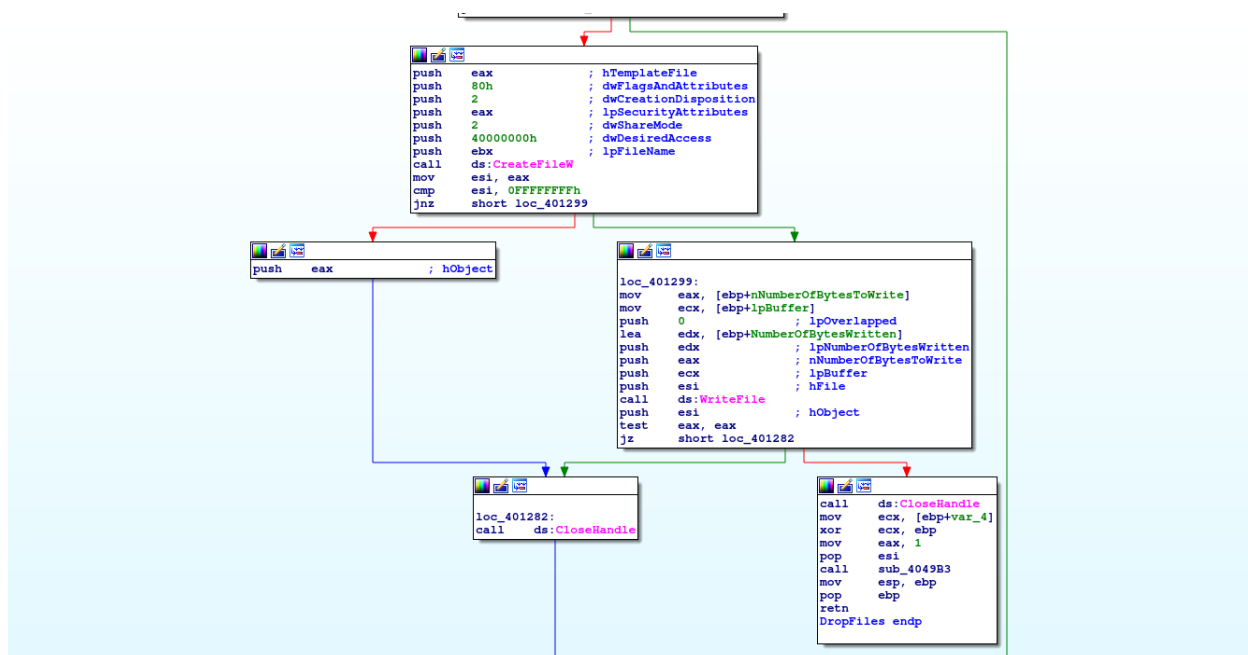 push    eax             ; hTemplateFile
push    80h             ; dwFlagsAndAttributes
push    2               ; dwCreationDisposition
push    eax             ; lpSecurityAttributes
push    2               ; dwShareMode
push    40000000h       ; dwDesiredAccess
push    ebx             ; lpFileName
call    ds:CreateFileW
mov     esi, eax
cmp     esi, 0FFFFFFFFh
jnz     short loc_401299
push    eax             ; hObject
loc_401299:
mov     eax, [ebp+nNumberOfBytesToWrite]
mov     ecx, [ebp+lpBuffer]
push    0               ; lpOverlapped
lea     edx, [ebp+NumberOfBytesWritten]
push    edx             ; lpNumberOfBytesWritten
push    eax             ; nNumberOfBytesToWrite
push    ecx             ; lpBuffer
push    esi             ; hFile
call    ds:WriteFile
push    esi             ; hObject
test    eax, eax
jz      short loc_401282
loc_401282:
call    ds:CloseHandle
call    ds:CloseHandle
mov     ecx, [ebp+var_4]
xor     ecx, ebp
mov     eax, 1
pop     esi
call    sub_4049B3
mov     esp, ebp
pop     ebp
retn
DropFiles endp